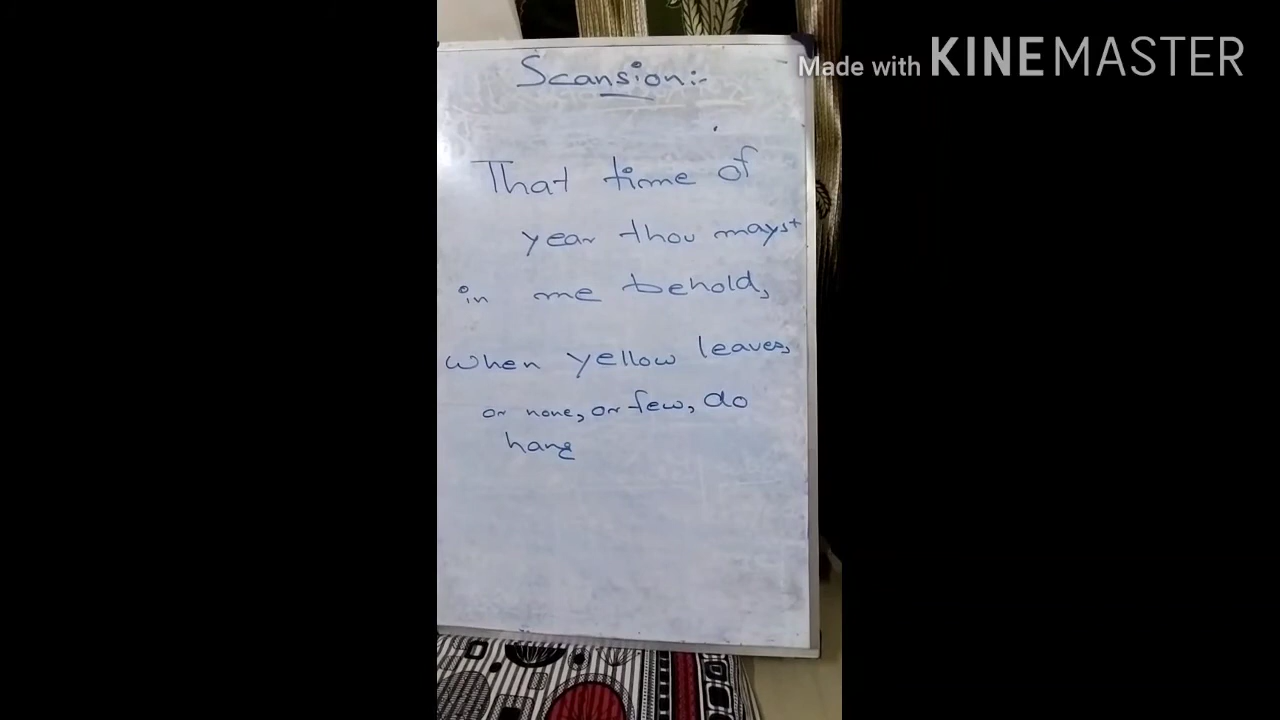 Made with KINEMASTER
Scansion:-
That time of
year thou mayst
in me behold,
when yellow leaves,
or none, or few, do
hang